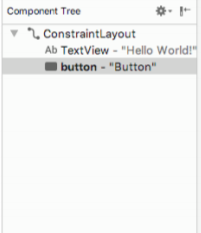 Component Tree
ConstraintLayout
Ab TextView - "Hello World!"
button - "Button"